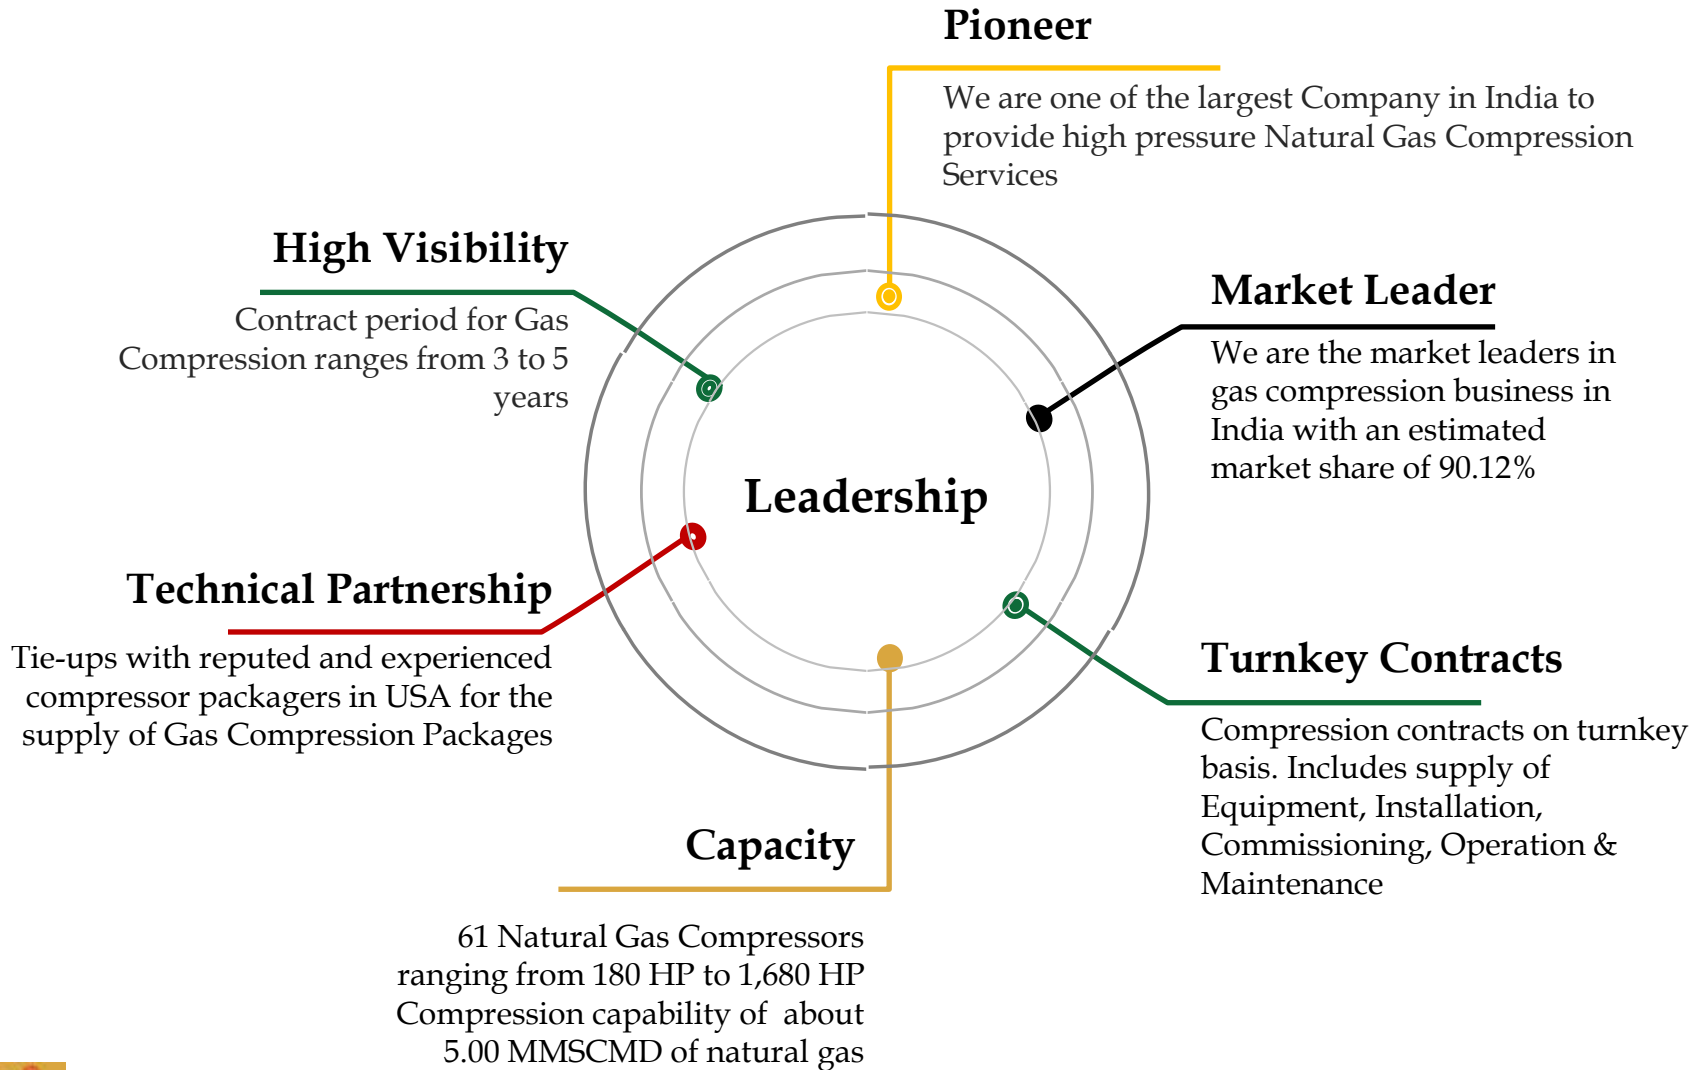 Pioneer
We are one of the largest Company in India to
provide high pressure Natural Gas Compression
Services
High Visibility
Contract period for Gas
Compression ranges from 3 to 5
years
Market Leader
We are the market leaders in
gas compression business in
India with an estimated
market share of 90.12%
Leadership
Technical Partnership
Tie-ups with reputed and experienced
compressor packagers in USA for the
supply of Gas Compression Packages
Turnkey Contracts
Compression contracts on turnkey
basis. Includes supply of
Equipment, Installation,
Commissioning, Operation &
Maintenance
Capacity
61 Natural Gas Compressors
ranging from 180 HP to 1,680 HP
Compression capability of about
5.00 MMSCMD of natural gas